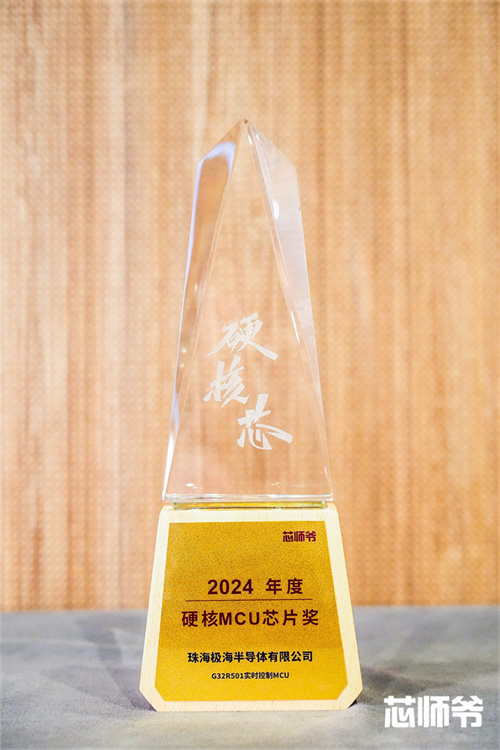 硬
核
芯
芯师爷
2024 年度
硬核MCU芯片奖
珠海极海半导体有限公司
G32R501实时控制MCU
芯师爷